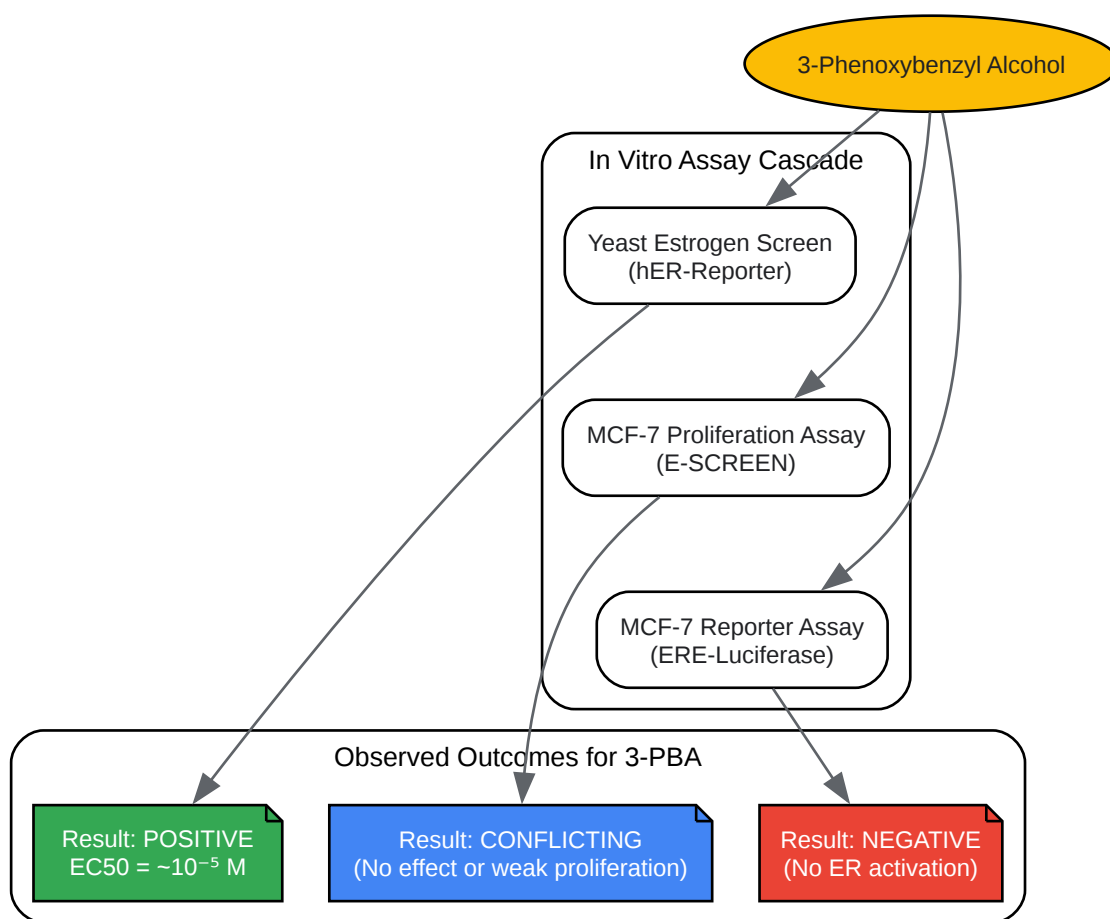 3-Phenoxybenzyl Alcohol
In Vitro Assay Cascade
Yeast Estrogen Screen
(hER-Reporter)
MCF-7 Proliferation Assay
(E-SCREEN)
MCF-7 Reporter Assay
(ERE-Luciferase)
Observed Outcomes for 3-PBA
Result: POSITIVE
EC50 = ~10⁻⁵ M
Result: CONFLICTING
(No effect or weak proliferation)
Result: NEGATIVE
(No ER activation)